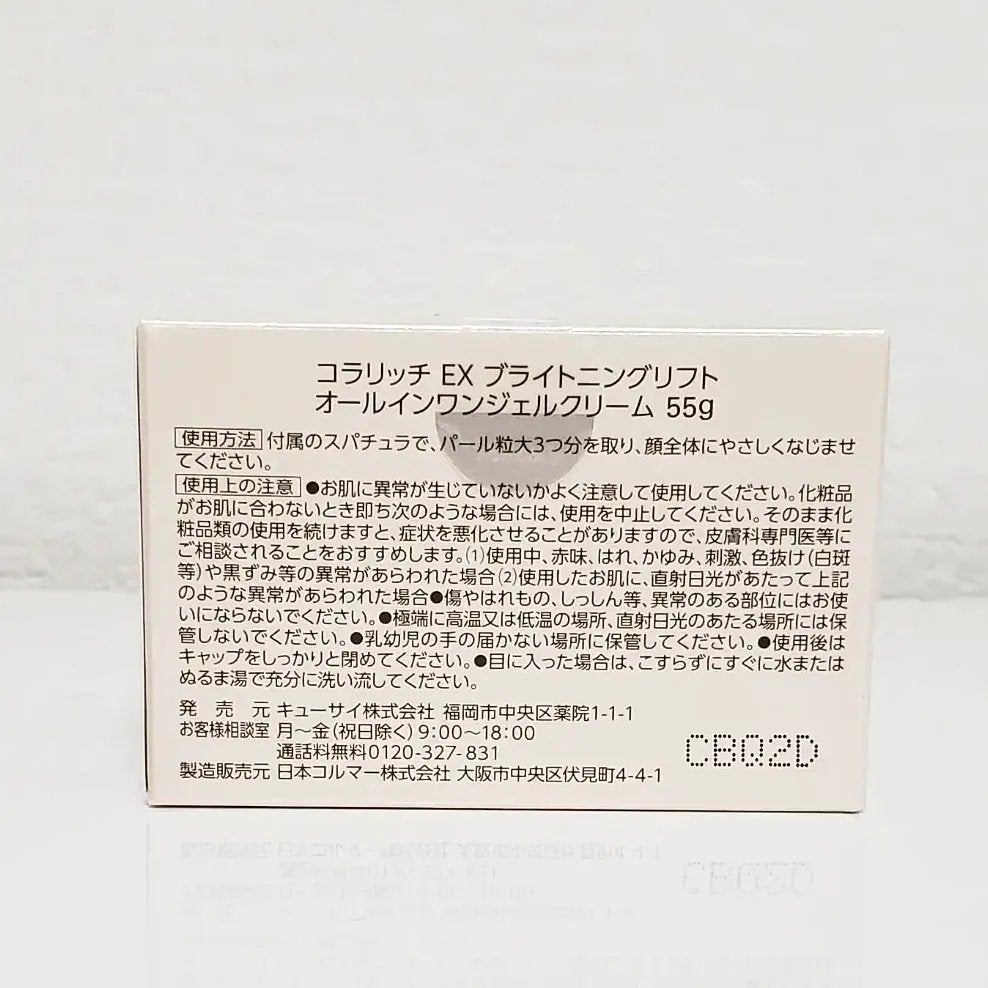 コラリッチ EX ブライトニングリフト
オールインワンジェルクリーム 55g
使用方法 付属のスパチュラで、パール粒大3つ分を取り、顔全体にやさしくなじませ
てください。
使用上の注意 ●お肌に異常が生じていないかよく注意して使用してください。化粧品
がお肌に合わないとき即ち次のような場合には、使用を中止してください。そのまま化
粧品類の使用を続けますと、症状を悪化させることがありますので、皮膚科専門医等に
ご相談されることをおすすめします。(1)使用中、赤味、はれ、かゆみ、刺激、色抜け(白斑
等)や黒ずみ等の異常があらわれた場合(2)使用したお肌に、直射日光があたって上記
のような異常があらわれた場合●傷やはれもの、しっしん等、異常のある部位にはお使
いにならないでください。●極端に高温又は低温の場所、直射日光のあたる場所には保
管しないでください。●乳幼児の手の届かない場所に保管してください。●使用後は
キャップをしっかりと閉めてください。●目に入った場合は、こすらずにすぐに水または
ぬるま湯で充分に洗い流してください。
発売元 キューサイ株式会社 福岡市中央区薬院1-1-1
お客様相談室 月～金(祝日除く)9:00～18:00
通話料無料0120-327-831
製造販売元 日本コルマー株式会社 大阪市中央区伏見町4-4-1
CB02D